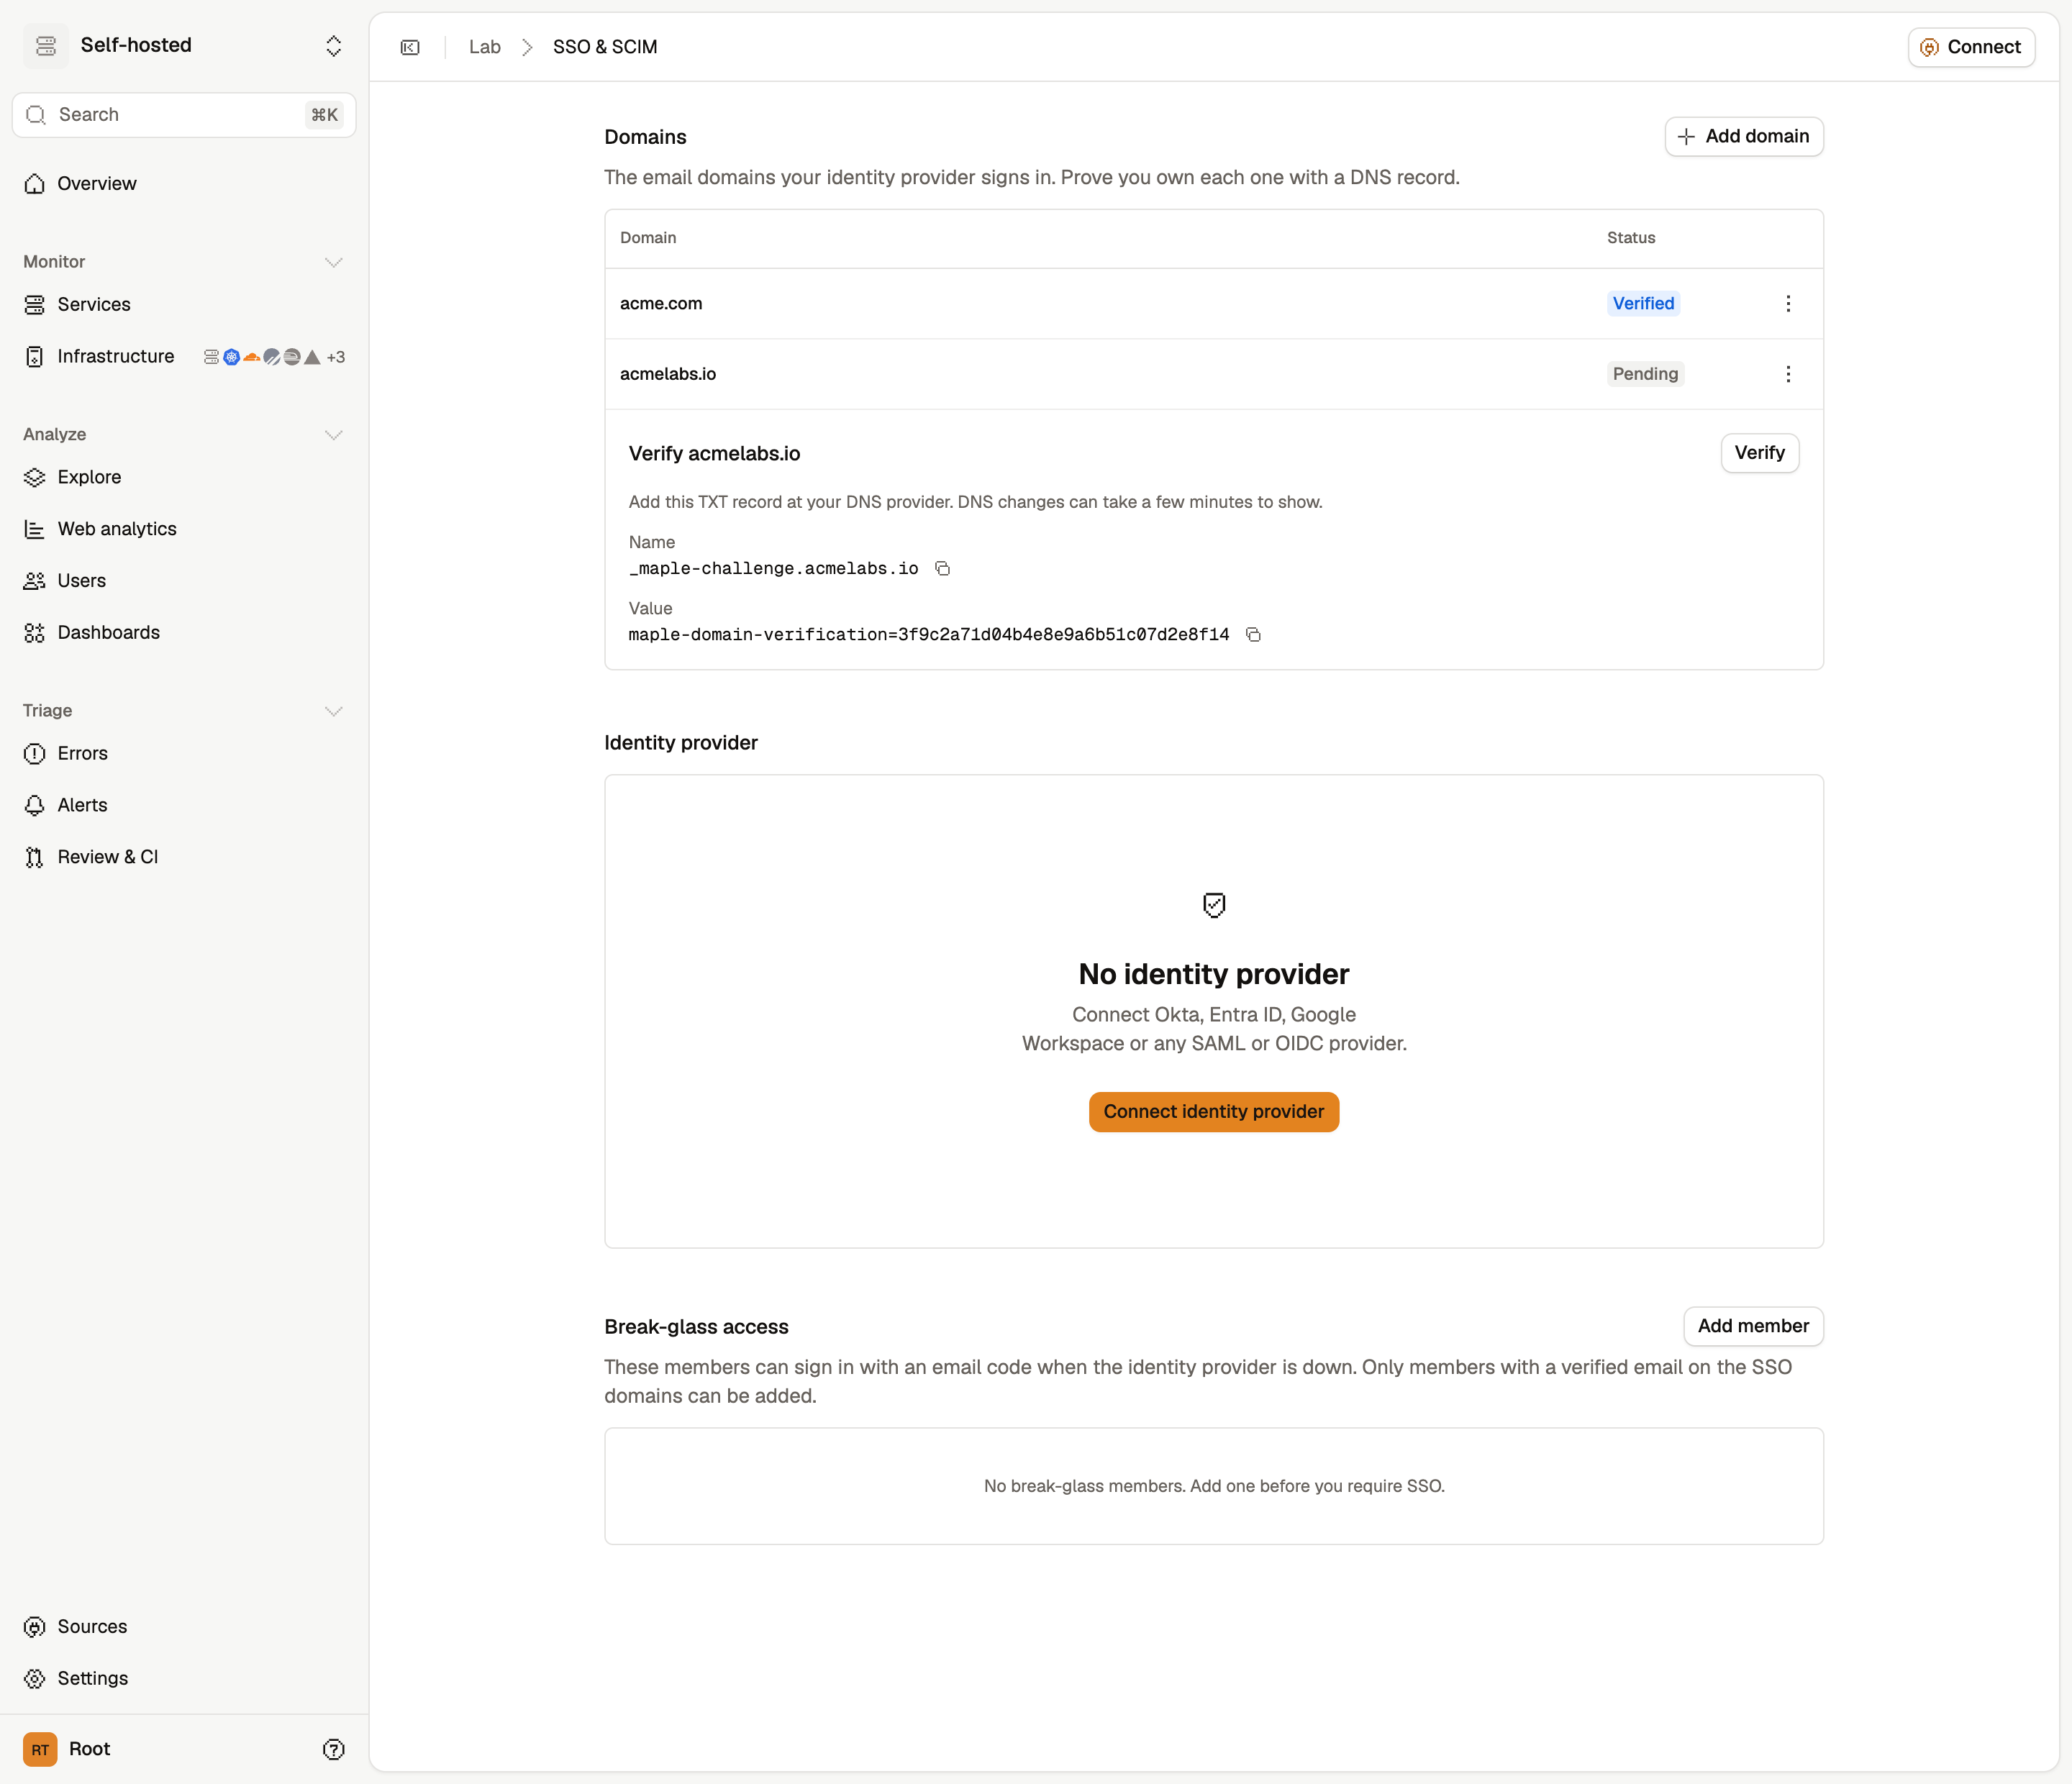 Self-hosted
Search
⌘K
Overview
Monitor
Services
Infrastructure
+3
Analyze
Explore
Web analytics
Users
Dashboards
Triage
Errors
Alerts
Review & CI
Sources
Settings
RT
Root
Lab
SSO & SCIM
Connect
Domains
Add domain
The email domains your identity provider signs in. Prove you own each one with a DNS record.
Domain
Status
acme.com
Verified
acmelabs.io
Pending
Verify acmelabs.io
Verify
Add this TXT record at your DNS provider. DNS changes can take a few minutes to show.
Name
_maple-challenge.acmelabs.io
Value
maple-domain-verification=3f9c2a71d04b4e8e9a6b51c07d2e8f14
Identity provider
No identity provider
Connect Okta, Entra ID, Google
Workspace or any SAML or OIDC provider.
Connect identity provider
Break-glass access
Add member
These members can sign in with an email code when the identity provider is down. Only members with a verified email on the SSO
domains can be added.
No break-glass members. Add one before you require SSO.